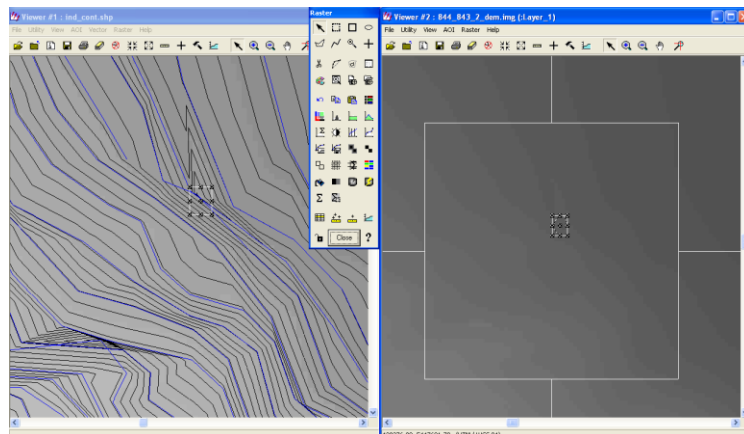 Viewer #1 : ind_cont.shp
File Utility View AOI Vector Raster Help
Raster
Close
?
Viewer #2 : B44_B43_2_dem.img (:Layer_1)
File Utility View AOI Raster Help